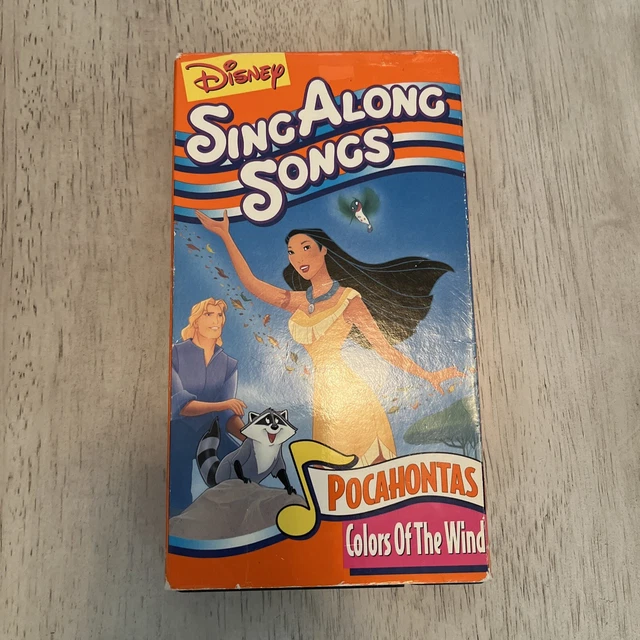 Disney
SING ALONG
SONGS
POCAHONTAS
Colors Of The Wind